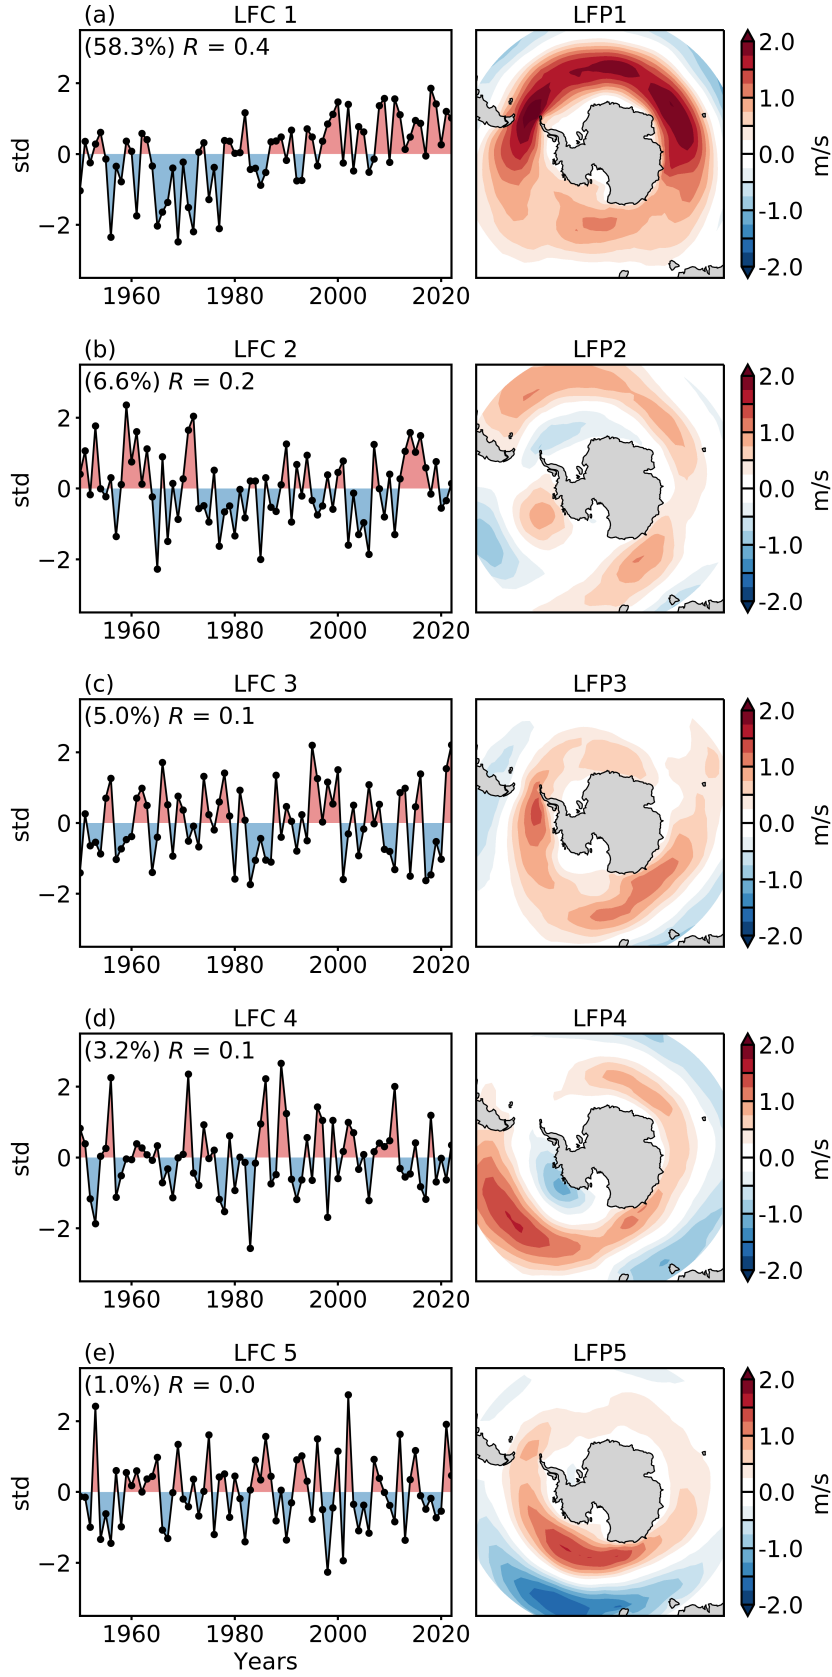 (a) LFC 1 LFP1
(58.3%) R = 0.4
2
0
−2
std
1960 1980 2000 2020
2.0
1.0
0.0
-1.0
-2.0
m/s
(b) LFC 2 LFP2
(6.6%) R = 0.2
2
0
−2
std
1960 1980 2000 2020
2.0
1.0
0.0
-1.0
-2.0
m/s
(c) LFC 3 LFP3
(5.0%) R = 0.1
2
0
−2
std
1960 1980 2000 2020
2.0
1.0
0.0
-1.0
-2.0
m/s
(d) LFC 4 LFP4
(3.2%) R = 0.1
2
0
−2
std
1960 1980 2000 2020
2.0
1.0
0.0
-1.0
-2.0
m/s
(e) LFC 5 LFP5
(1.0%) R = 0.0
2
0
−2
std
1960 1980 2000 2020
Years
2.0
1.0
0.0
-1.0
-2.0
m/s